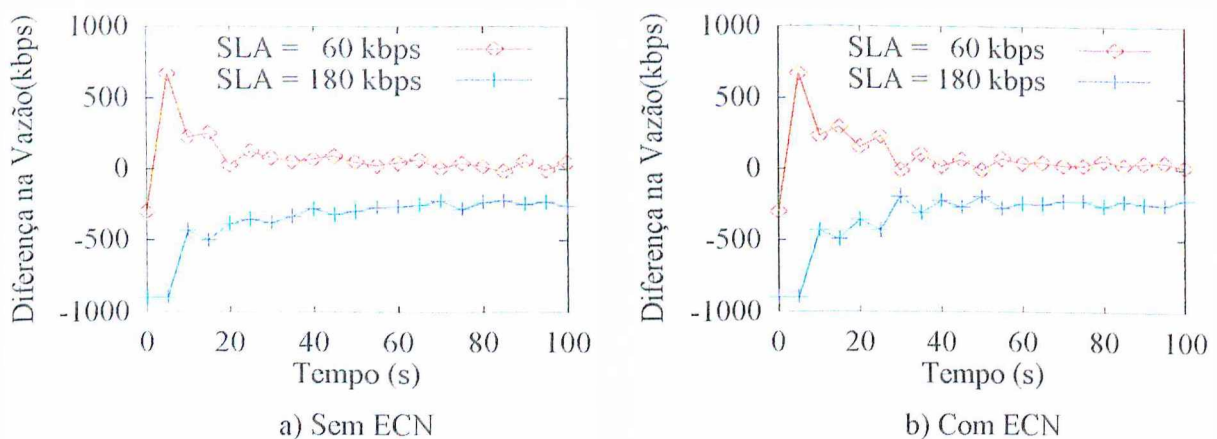 Diferença na Vazão(kbps)
1000
500
0
-500
-1000
SLA = 60 kbps
SLA = 180 kbps
0 20 40 60 80 100
Tempo (s)
a) Sem ECN
Diferença na Vazão(kbps)
1000
500
0
-500
-1000
SLA = 60 kbps
SLA = 180 kbps
0 20 40 60 80 100
Tempo (s)
b) Com ECN